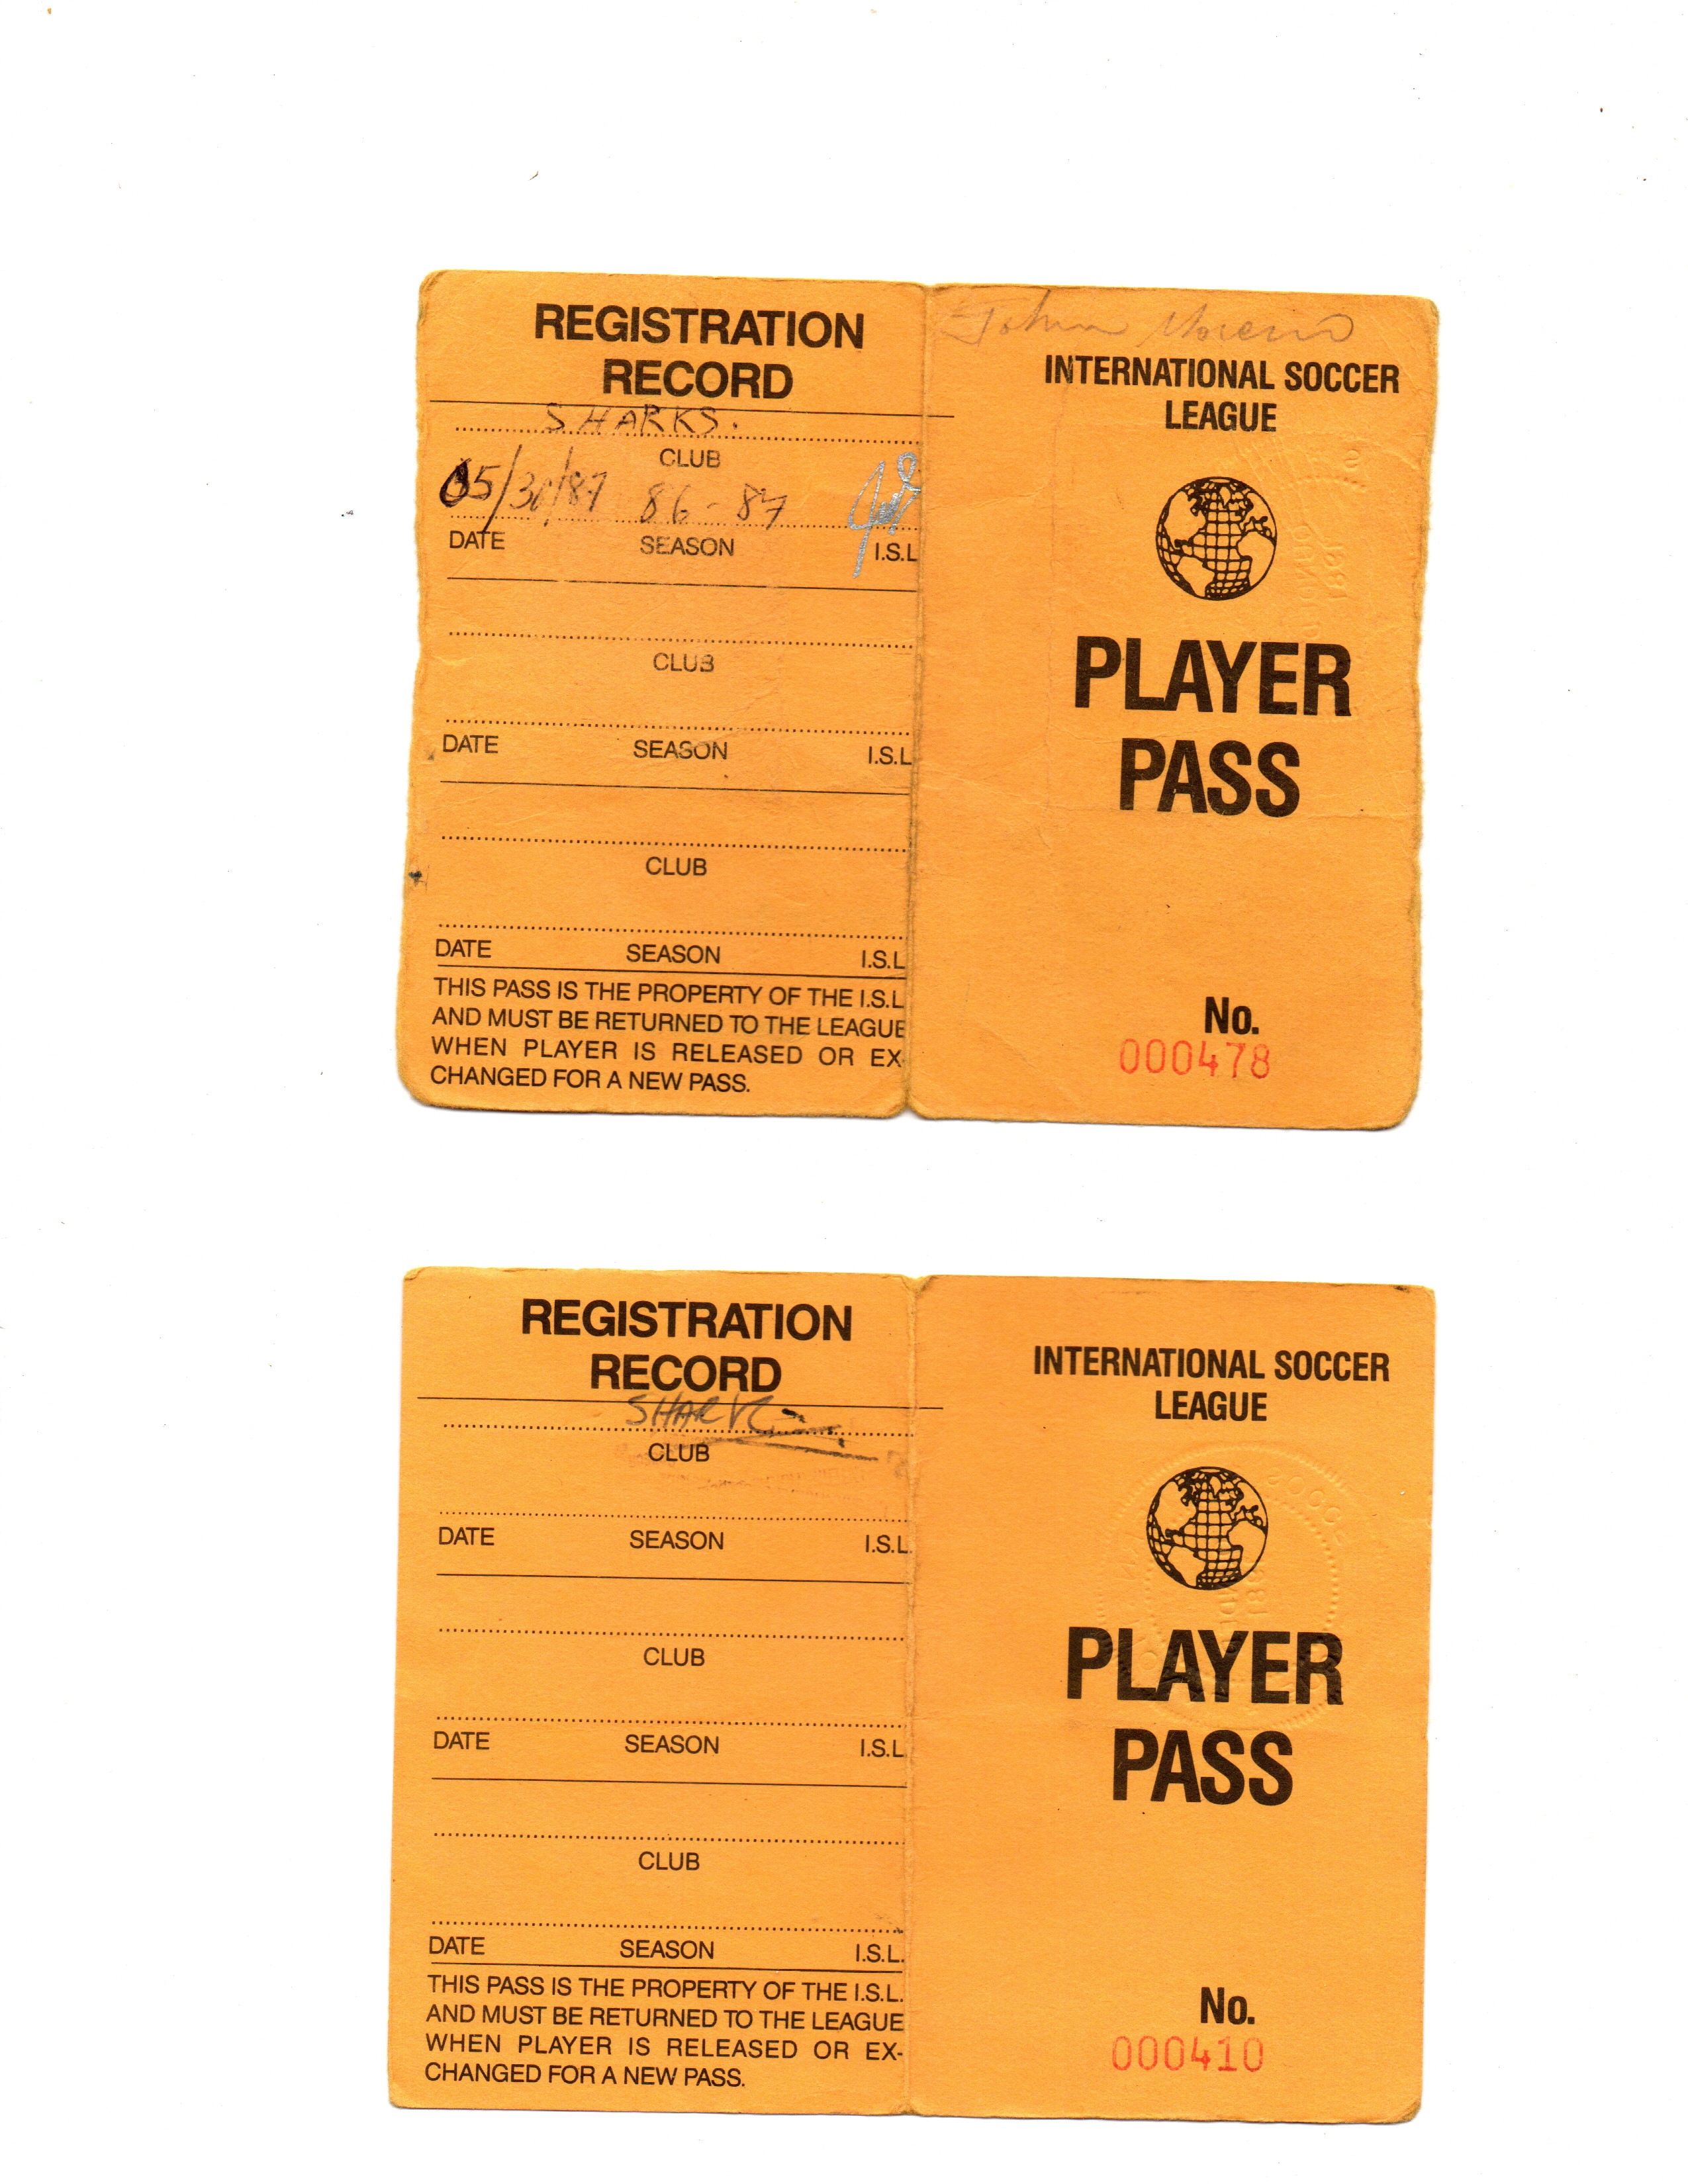 REGISTRATION
RECORD
SHARKS.
CLUB
05/30/87 86-87
DATE SEASON I.S.L
CLUB
DATE SEASON I.S.L
CLUB
DATE SEASON I.S.L
THIS PASS IS THE PROPERTY OF THE I.S.L
AND MUST BE RETURNED TO THE LEAGUE
WHEN PLAYER IS RELEASED OR EX-
CHANGED FOR A NEW PASS.
John Moreno
INTERNATIONAL SOCCER
LEAGUE
PLAYER
PASS
No.
000478
REGISTRATION
RECORD
SHARKS
CLUB
DATE SEASON I.S.L.
CLUB
DATE SEASON I.S.L.
CLUB
DATE SEASON I.S.L.
THIS PASS IS THE PROPERTY OF THE I.S.L.
AND MUST BE RETURNED TO THE LEAGUE
WHEN PLAYER IS RELEASED OR EX-
CHANGED FOR A NEW PASS.
INTERNATIONAL SOCCER
LEAGUE
PLAYER
PASS
No.
000410